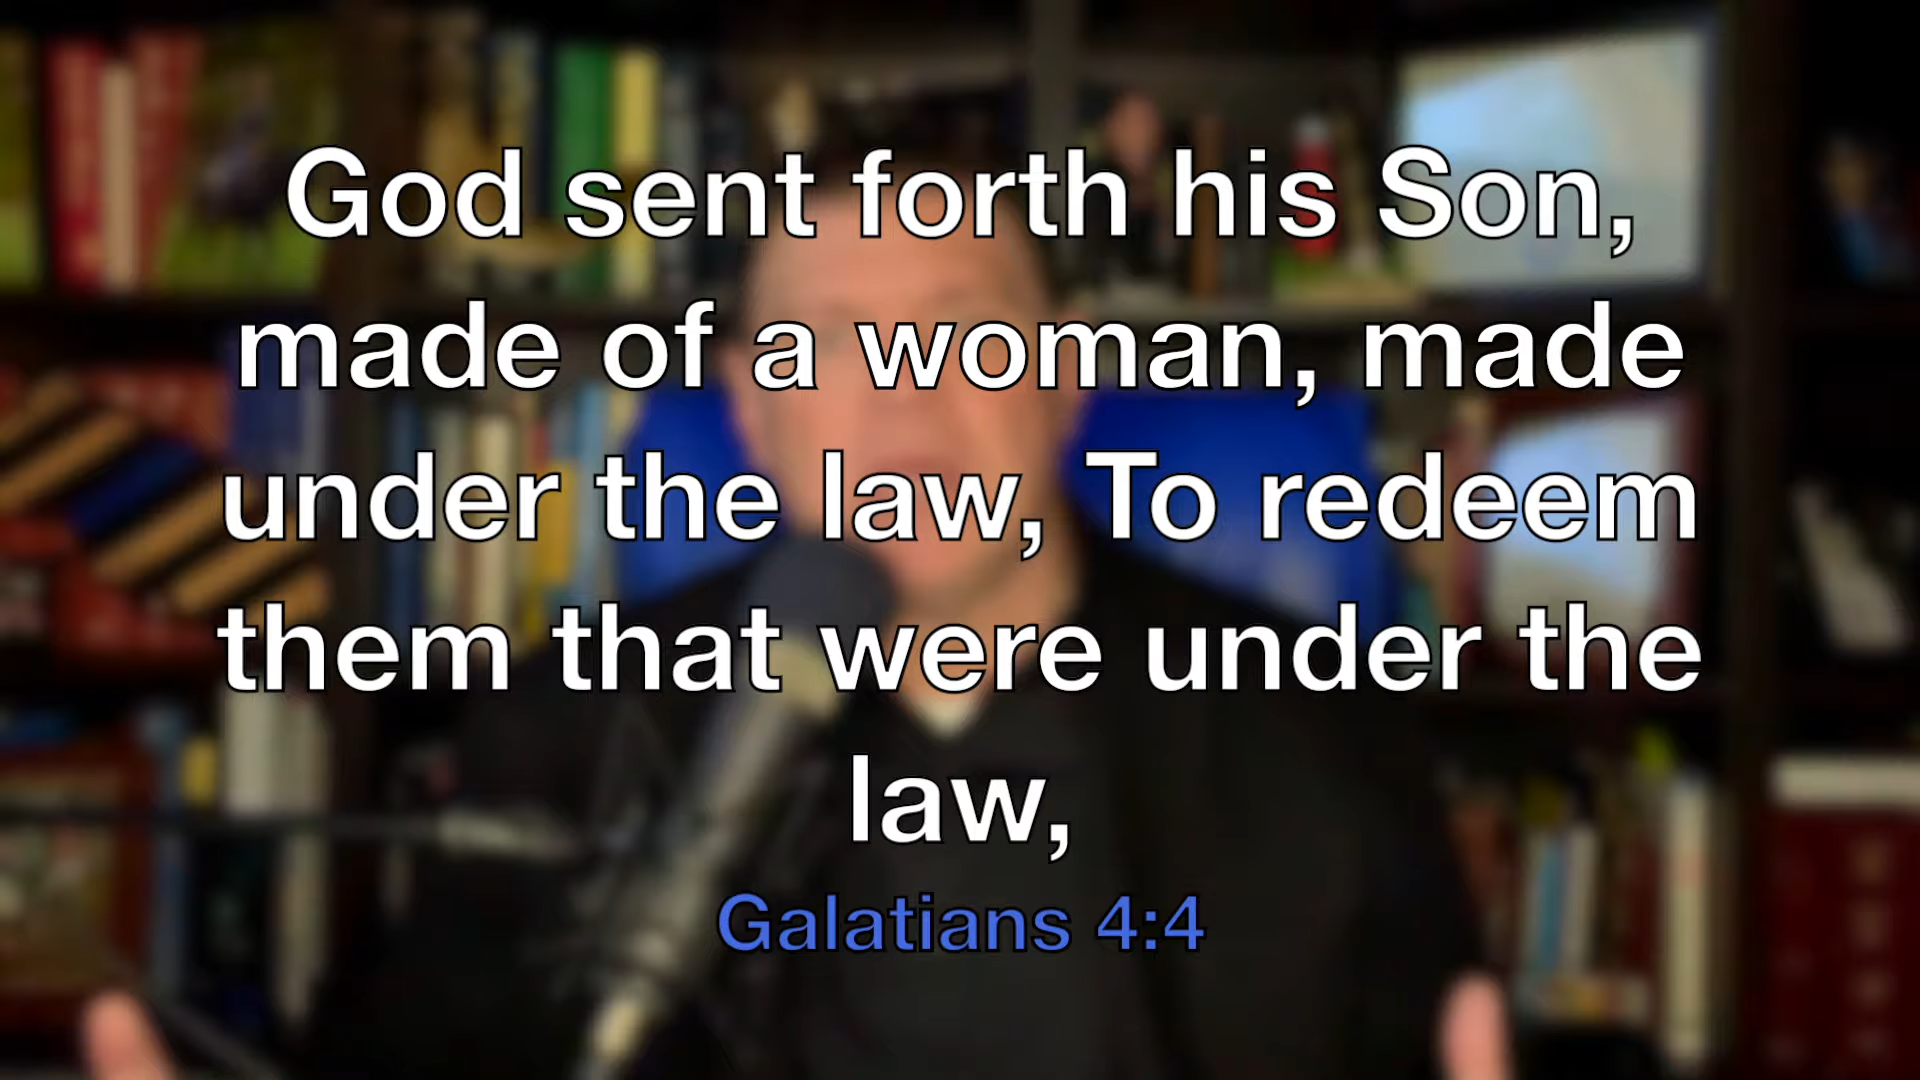 God sent forth his Son,
made of a woman, made
under the law, To redeem
them that were under the
law,
Galatians 4:4